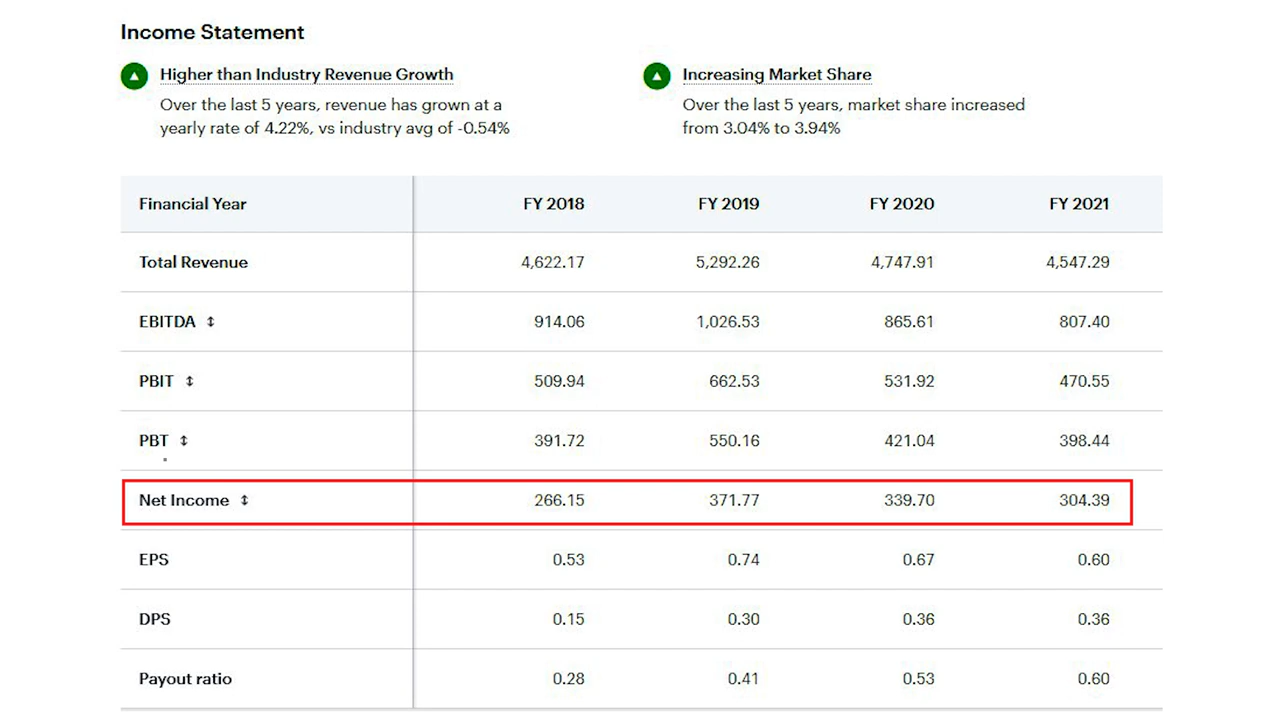 Income Statement
Higher than Industry Revenue Growth
Over the last 5 years, revenue has grown at a
yearly rate of 4.22%, vs industry avg of -0.54%
Increasing Market Share
Over the last 5 years, market share increased
from 3.04% to 3.94%
Financial Year FY 2018 FY 2019 FY 2020 FY 2021
Total Revenue 4,622.17 5,292.26 4,747.91 4,547.29
EBITDA ↕ 914.06 1,026.53 865.61 807.40
PBIT ↕ 509.94 662.53 531.92 470.55
PBT ↕ 391.72 550.16 421.04 398.44
Net Income ↕ 266.15 371.77 339.70 304.39
EPS 0.53 0.74 0.67 0.60
DPS 0.15 0.30 0.36 0.36
Payout ratio 0.28 0.41 0.53 0.60